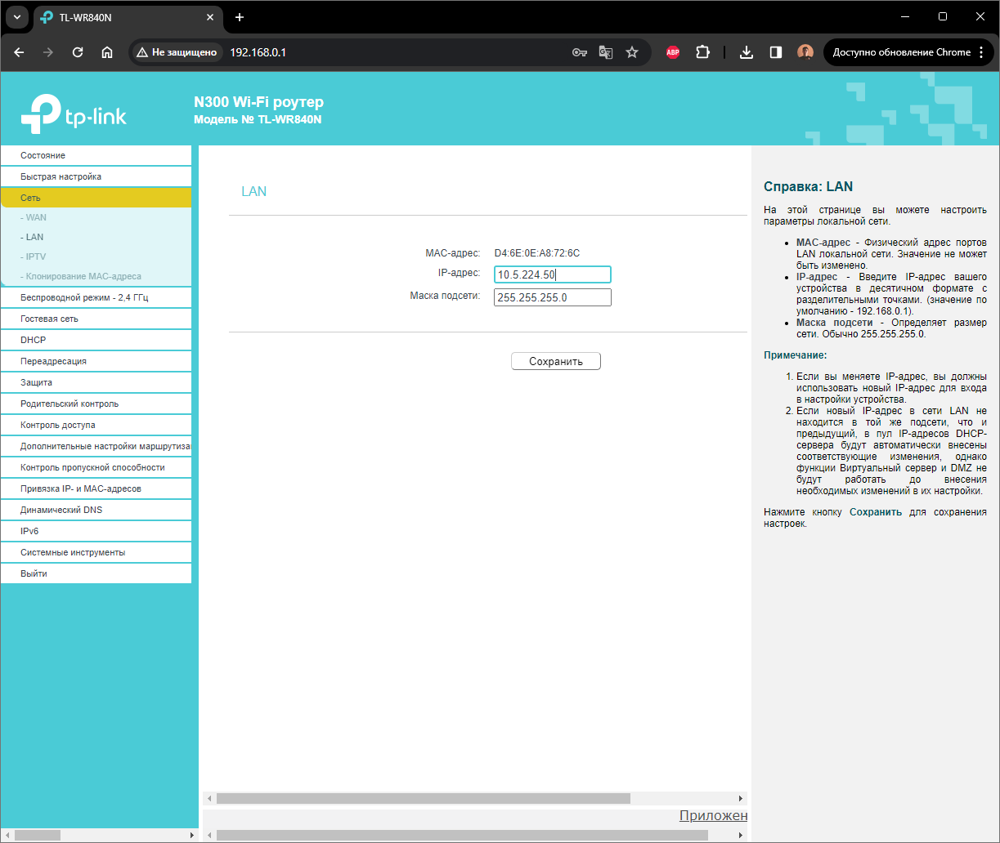 TL-WR840N
Не защищено
192.168.0.1
ABP
Доступно обновление Chrome
tp-link
N300 Wi-Fi роутер
Модель № TL-WR840N
Состояние
Быстрая настройка
Сеть
- WAN
- LAN
- IPTV
- Клонирование MAC-адреса
Беспроводной режим - 2,4 ГГц
Гостевая сеть
DHCP
Переадресация
Защита
Родительский контроль
Контроль доступа
Дополнительные настройки маршрутиза
Контроль пропускной способности
Привязка IP- и MAC-адресов
Динамический DNS
IPv6
Системные инструменты
Выйти
LAN
MAC-адрес: D4:6E:0E:A8:72:6C
IP-адрес: 10.5.224.50
Маска подсети: 255.255.255.0
Сохранить
Приложен
Справка: LAN
На этой странице вы можете настроить
параметры локальной сети.
• MAC-адрес - Физический адрес портов
LAN локальной сети. Значение не может
быть изменено.
• IP-адрес - Введите IP-адрес вашего
устройства в десятичном формате с
разделительными точками. (значение по
умолчанию - 192.168.0.1).
• Маска подсети - Определяет размер
сети. Обычно 255.255.255.0.
Примечание:
1. Если вы меняете IP-адрес, вы должны
использовать новый IP-адрес для входа
в настройки устройства.
2. Если новый IP-адрес в сети LAN не
находится в той же подсети, что и
предыдущий, в пул IP-адресов DHCP-
сервера будут автоматически внесены
соответствующие изменения, однако
функции Виртуальный сервер и DMZ не
будут работать до внесения
необходимых изменений в их настройки.
Нажмите кнопку Сохранить для сохранения
настроек.